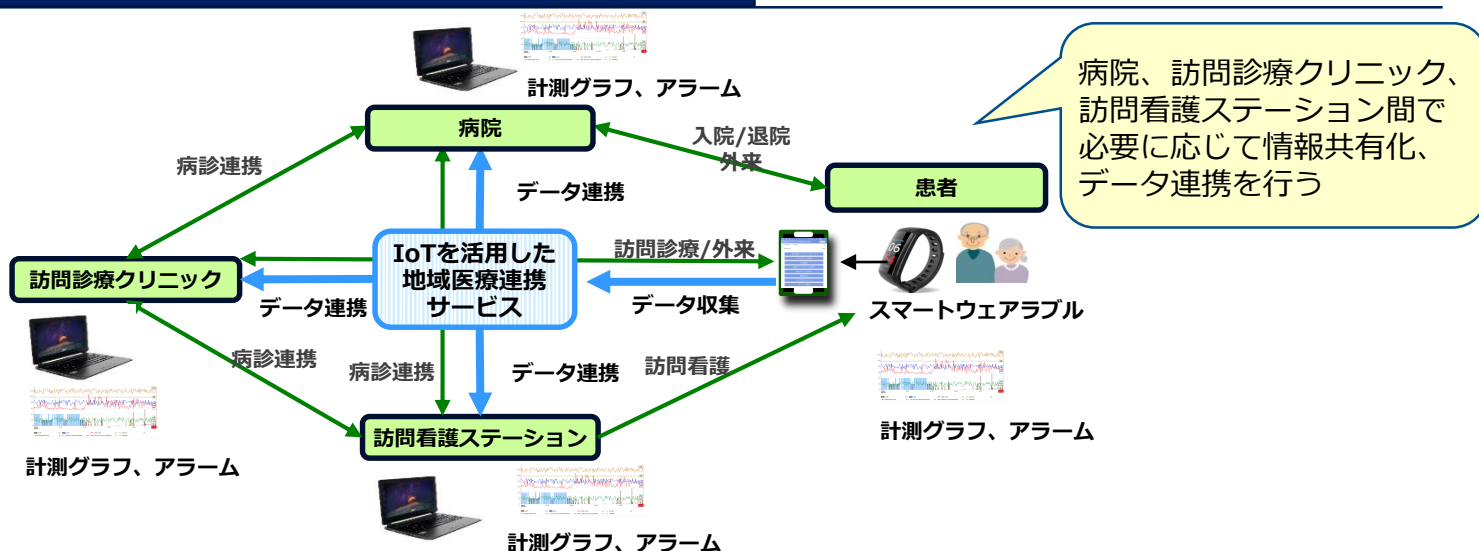 計測グラフ、アラーム
病院、訪問診療クリニック、
訪問看護ステーション間で
必要に応じて情報共有化、
データ連携を行う
病院
入院/退院
外来
病診連携
データ連携
患者
IoTを活用した
地域医療連携
サービス
訪問診療/外来
訪問診療クリニック
データ連携
データ収集
スマートウェアラブル
病診連携
病診連携
データ連携
訪問看護
訪問看護ステーション
計測グラフ、アラーム
計測グラフ、アラーム
計測グラフ、アラーム